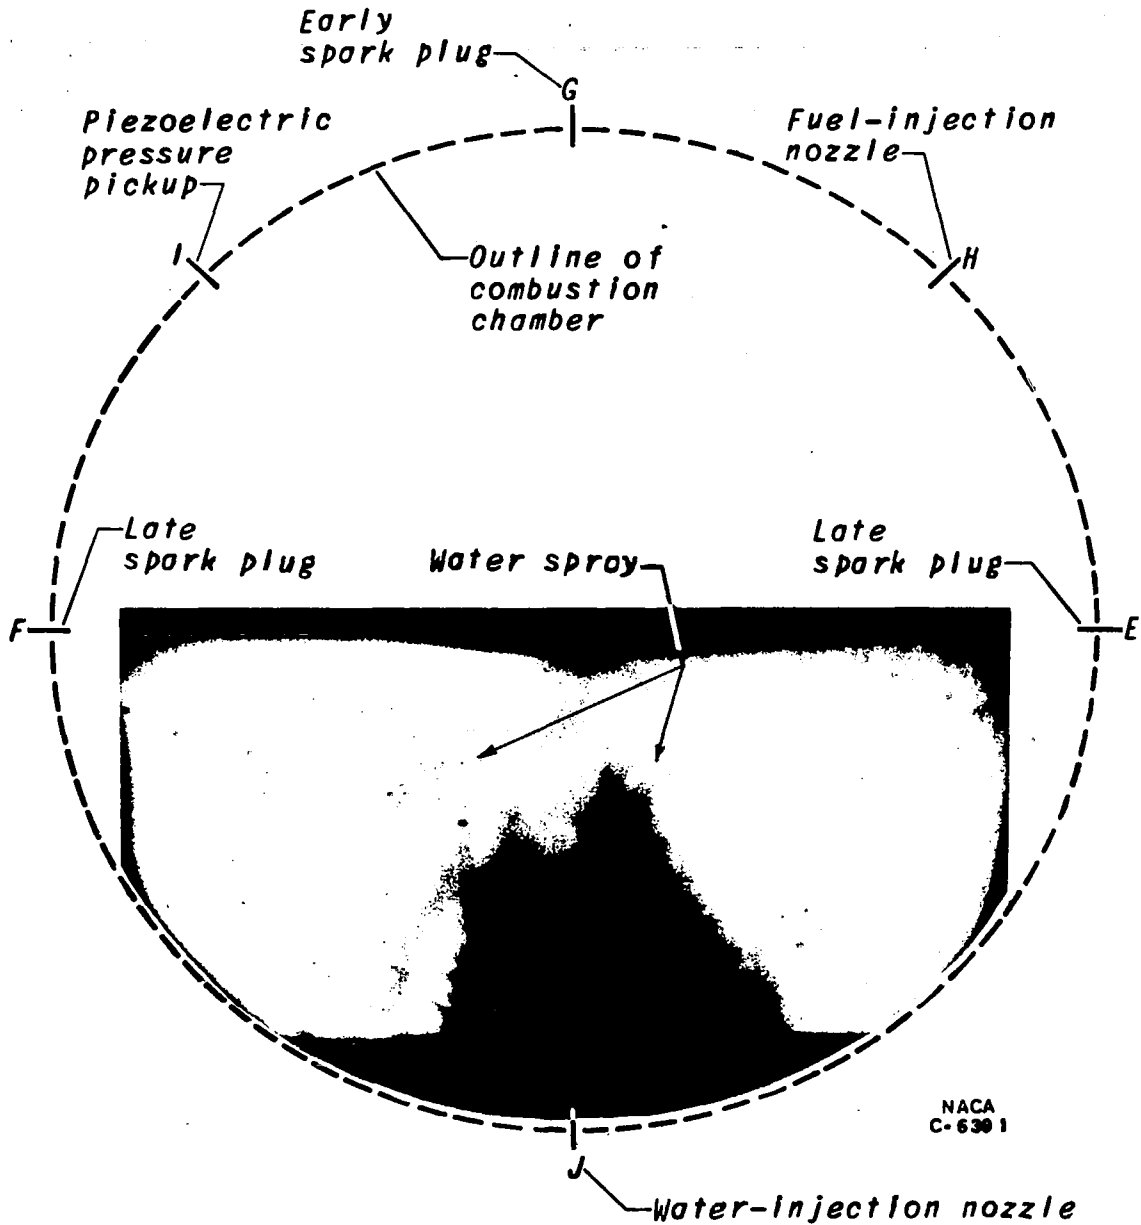 Early
spark plug
G
Piezoelectric
pressure
pickup
Fuel-injection
nozzle
I
H
Outline of
combustion
chamber
Late
spark plug
Water spray
Late
spark plug
F
E
NACA
C-6391
J
Water-injection nozzle